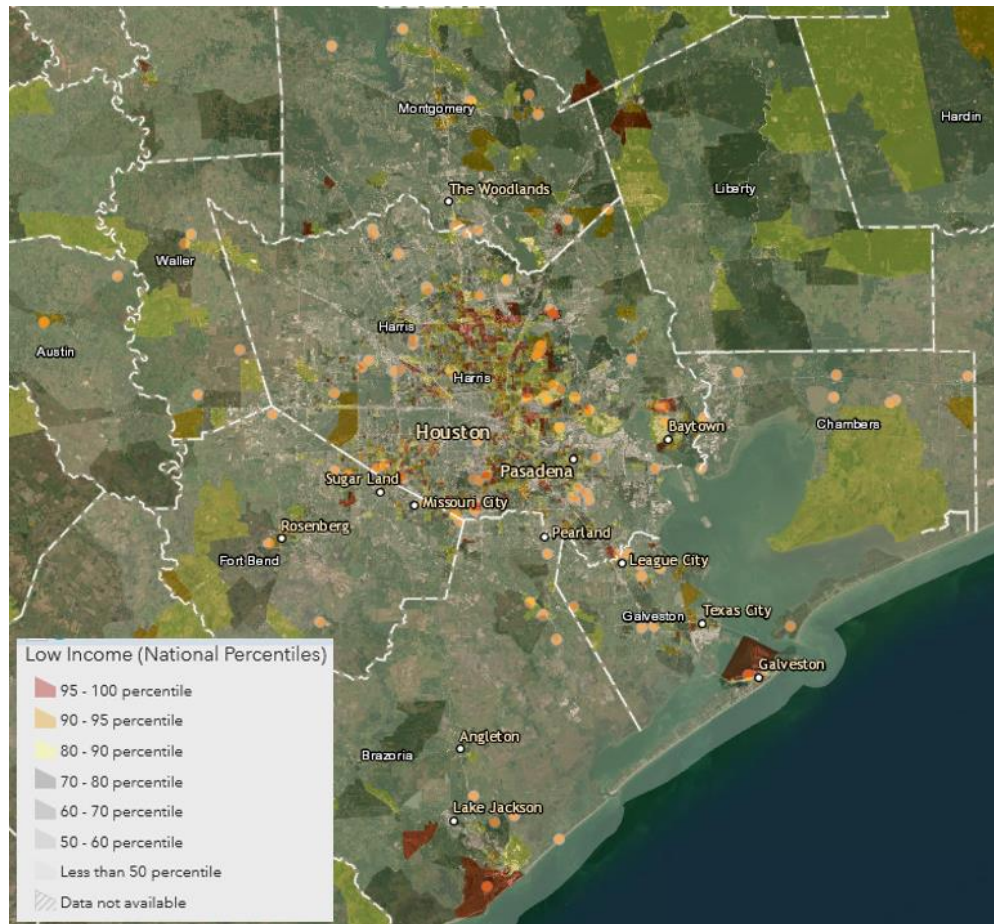 Montgomery
Hardin
The Woodlands
Liberty
Waller
Harris
Austin
Harris
Houston
Baytown
Chambers
Pasadena
Sugar Land
Missouri City
Rosenberg
Pearland
Fort Bend
League City
Galveston
Texas City
Galveston
Angleton
Brazoria
Lake Jackson
Low Income (National Percentiles)
95 - 100 percentile
90 - 95 percentile
80 - 90 percentile
70 - 80 percentile
60 - 70 percentile
50 - 60 percentile
Less than 50 percentile
Data not available